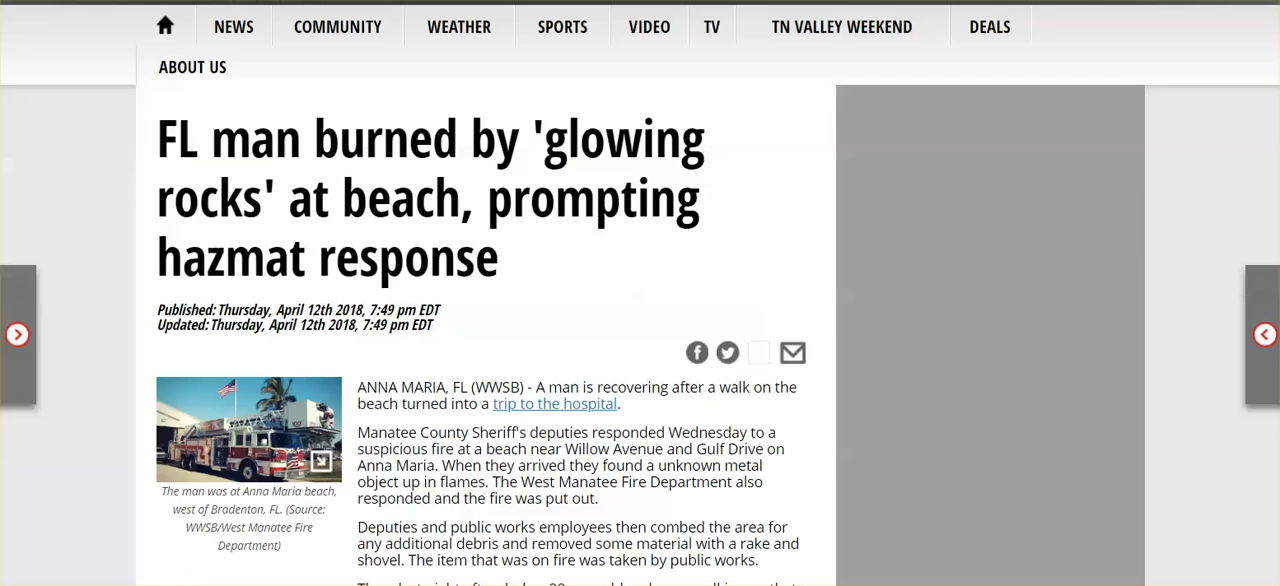 NEWS COMMUNITY WEATHER SPORTS VIDEO TV TN VALLEY WEEKEND DEALS
ABOUT US
FL man burned by 'glowing
rocks' at beach, prompting
hazmat response
Published: Thursday, April 12th 2018, 7:49 pm EDT
Updated: Thursday, April 12th 2018, 7:49 pm EDT
ANNA MARIA, FL (WWSB) - A man is recovering after a walk on the
beach turned into a trip to the hospital.
Manatee County Sheriff's deputies responded Wednesday to a
suspicious fire at a beach near Willow Avenue and Gulf Drive on
Anna Maria. When they arrived they found a unknown metal
object up in flames. The West Manatee Fire Department also
responded and the fire was put out.
Deputies and public works employees then combed the area for
any additional debris and removed some material with a rake and
shovel. The item that was on fire was taken by public works.
The man was at Anna Maria beach,
west of Bradenton, FL. (Source:
WWSB/West Manatee Fire
Department)